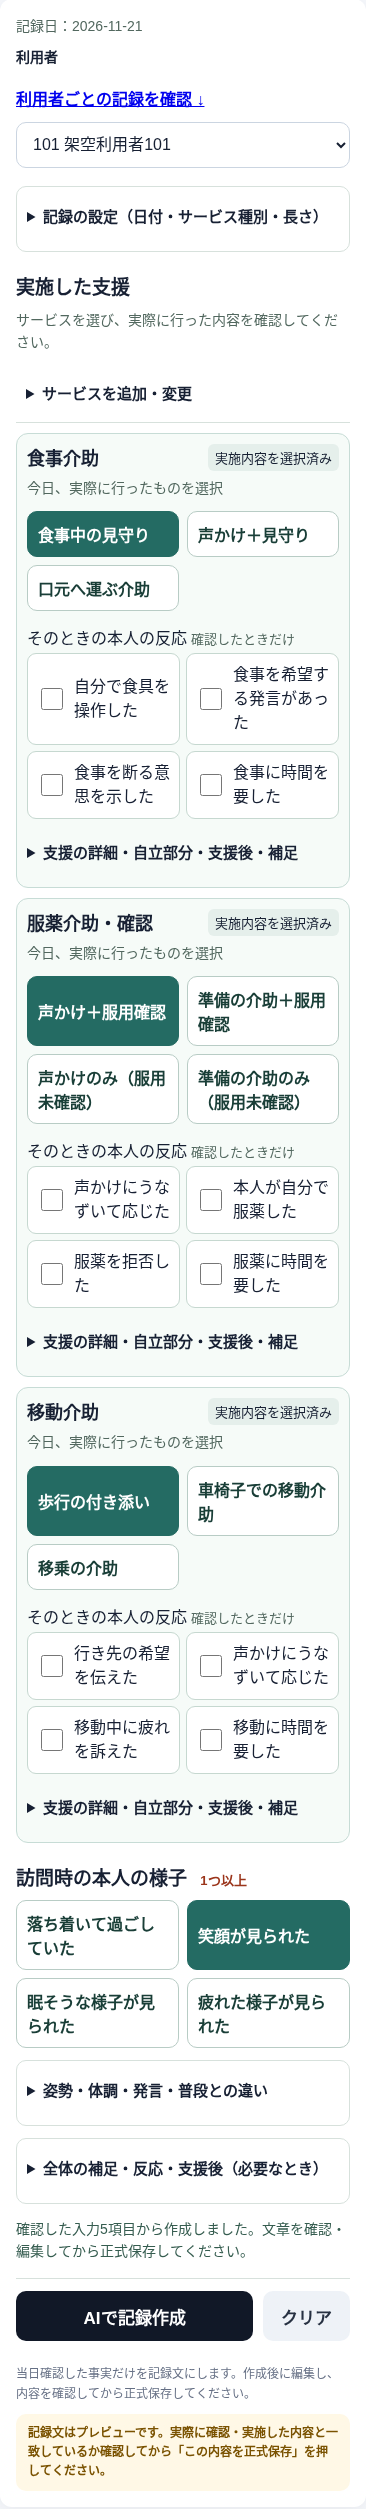 記録日：2026-11-21
利用者
利用者ごとの記録を確認 ↓
101 架空利用者101
▶ 記録の設定（日付・サービス種別・長さ）
実施した支援
サービスを選び、実際に行った内容を確認してくだ
さい。
▶ サービスを追加・変更
食事介助 実施内容を選択済み
今日、実際に行ったものを選択
食事中の見守り 声かけ＋見守り
口元へ運ぶ介助
そのときの本人の反応 確認したときだけ
自分で食具を
操作した
食事を希望す
る発言があっ
た
食事を断る意
思を示した
食事に時間を
要した
▶ 支援の詳細・自立部分・支援後・補足
服薬介助・確認 実施内容を選択済み
今日、実際に行ったものを選択
声かけ＋服用確認
準備の介助＋服用
確認
声かけのみ（服用
未確認）
準備の介助のみ
（服用未確認）
そのときの本人の反応 確認したときだけ
声かけにうな
ずいて応じた
本人が自分で
服薬した
服薬を拒否し
た
服薬に時間を
要した
▶ 支援の詳細・自立部分・支援後・補足
移動介助 実施内容を選択済み
今日、実際に行ったものを選択
歩行の付き添い
車椅子での移動介
助
移乗の介助
そのときの本人の反応 確認したときだけ
行き先の希望
を伝えた
声かけにうな
ずいて応じた
移動中に疲れ
を訴えた
移動に時間を
要した
▶ 支援の詳細・自立部分・支援後・補足
訪問時の本人の様子 1つ以上
落ち着いて過ごし
ていた
笑顔が見られた
眠そうな様子が見
られた
疲れた様子が見ら
れた
▶ 姿勢・体調・発言・普段との違い
▶ 全体の補足・反応・支援後（必要なとき）
確認した入力5項目から作成しました。文章を確認・
編集してから正式保存してください。
AIで記録作成 クリア
当日確認した事実だけを記録文にします。作成後に編集し、
内容を確認してから正式保存してください。
記録文はプレビューです。実際に確認・実施した内容と一
致しているか確認してから「この内容を正式保存」を押
してください。